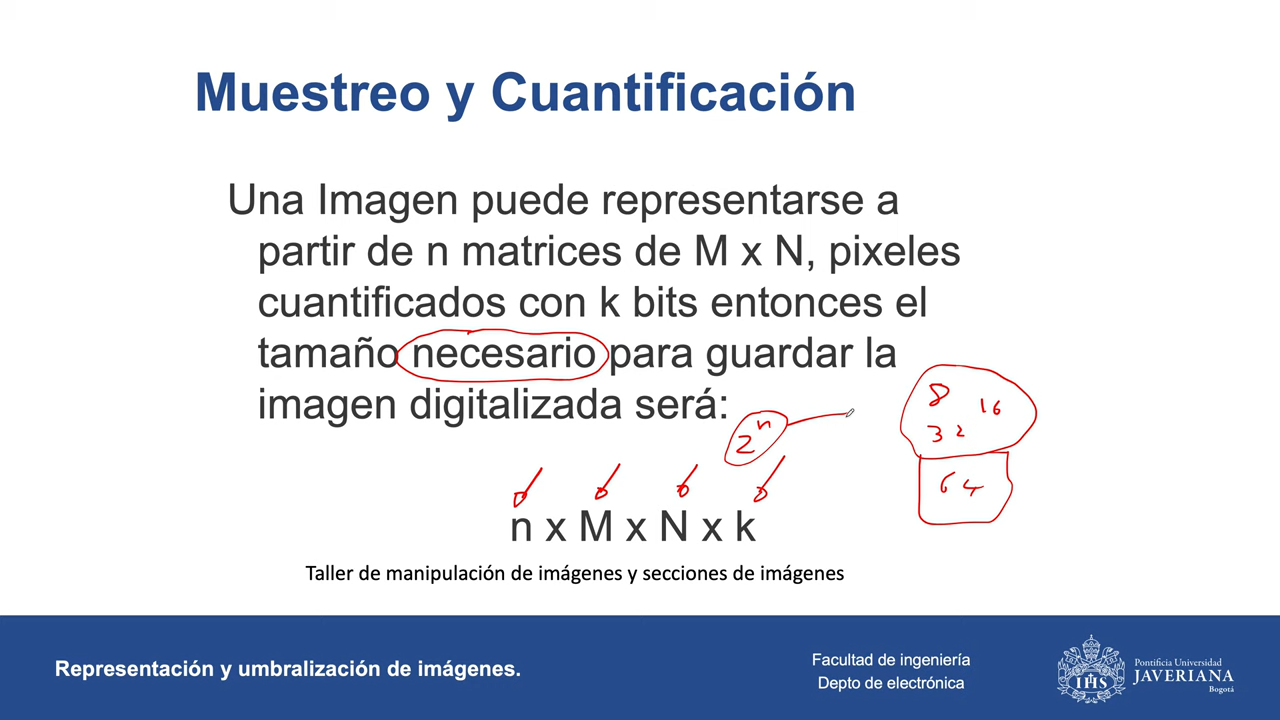 Muestreo y Cuantificación
Una Imagen puede representarse a
partir de n matrices de M x N, pixeles
cuantificados con k bits entonces el
tamaño necesario para guardar la
imagen digitalizada será:
8 16
32
2^n
64
n x M x N x k
Taller de manipulación de imágenes y secciones de imágenes
Representación y umbralización de imágenes.
Facultad de ingeniería
Depto de electrónica
IHS
Pontificia Universidad
JAVERIANA
Bogotá